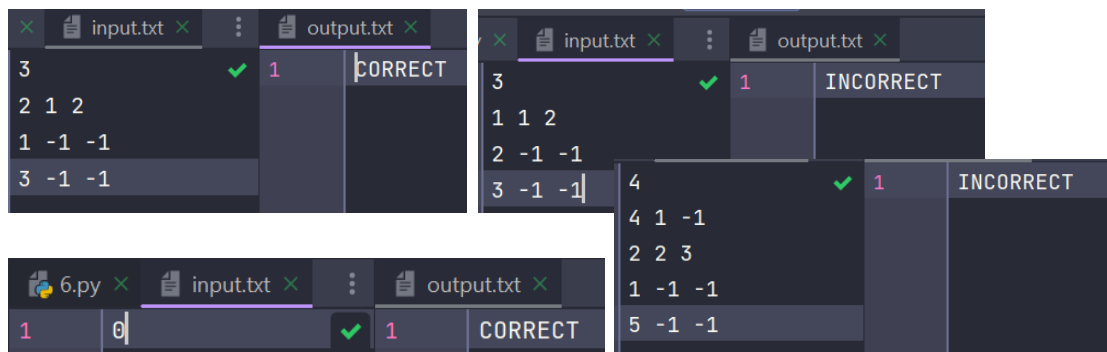 input.txt output.txt
3 1 CORRECT
2 1 2
1 -1 -1
3 -1 -1
input.txt output.txt
3 1 INCORRECT
1 1 2
2 -1 -1
3 -1 -1
4 1 INCORRECT
4 1 -1
2 2 3
1 -1 -1
5 -1 -1
6.py input.txt output.txt
1 0 1 CORRECT